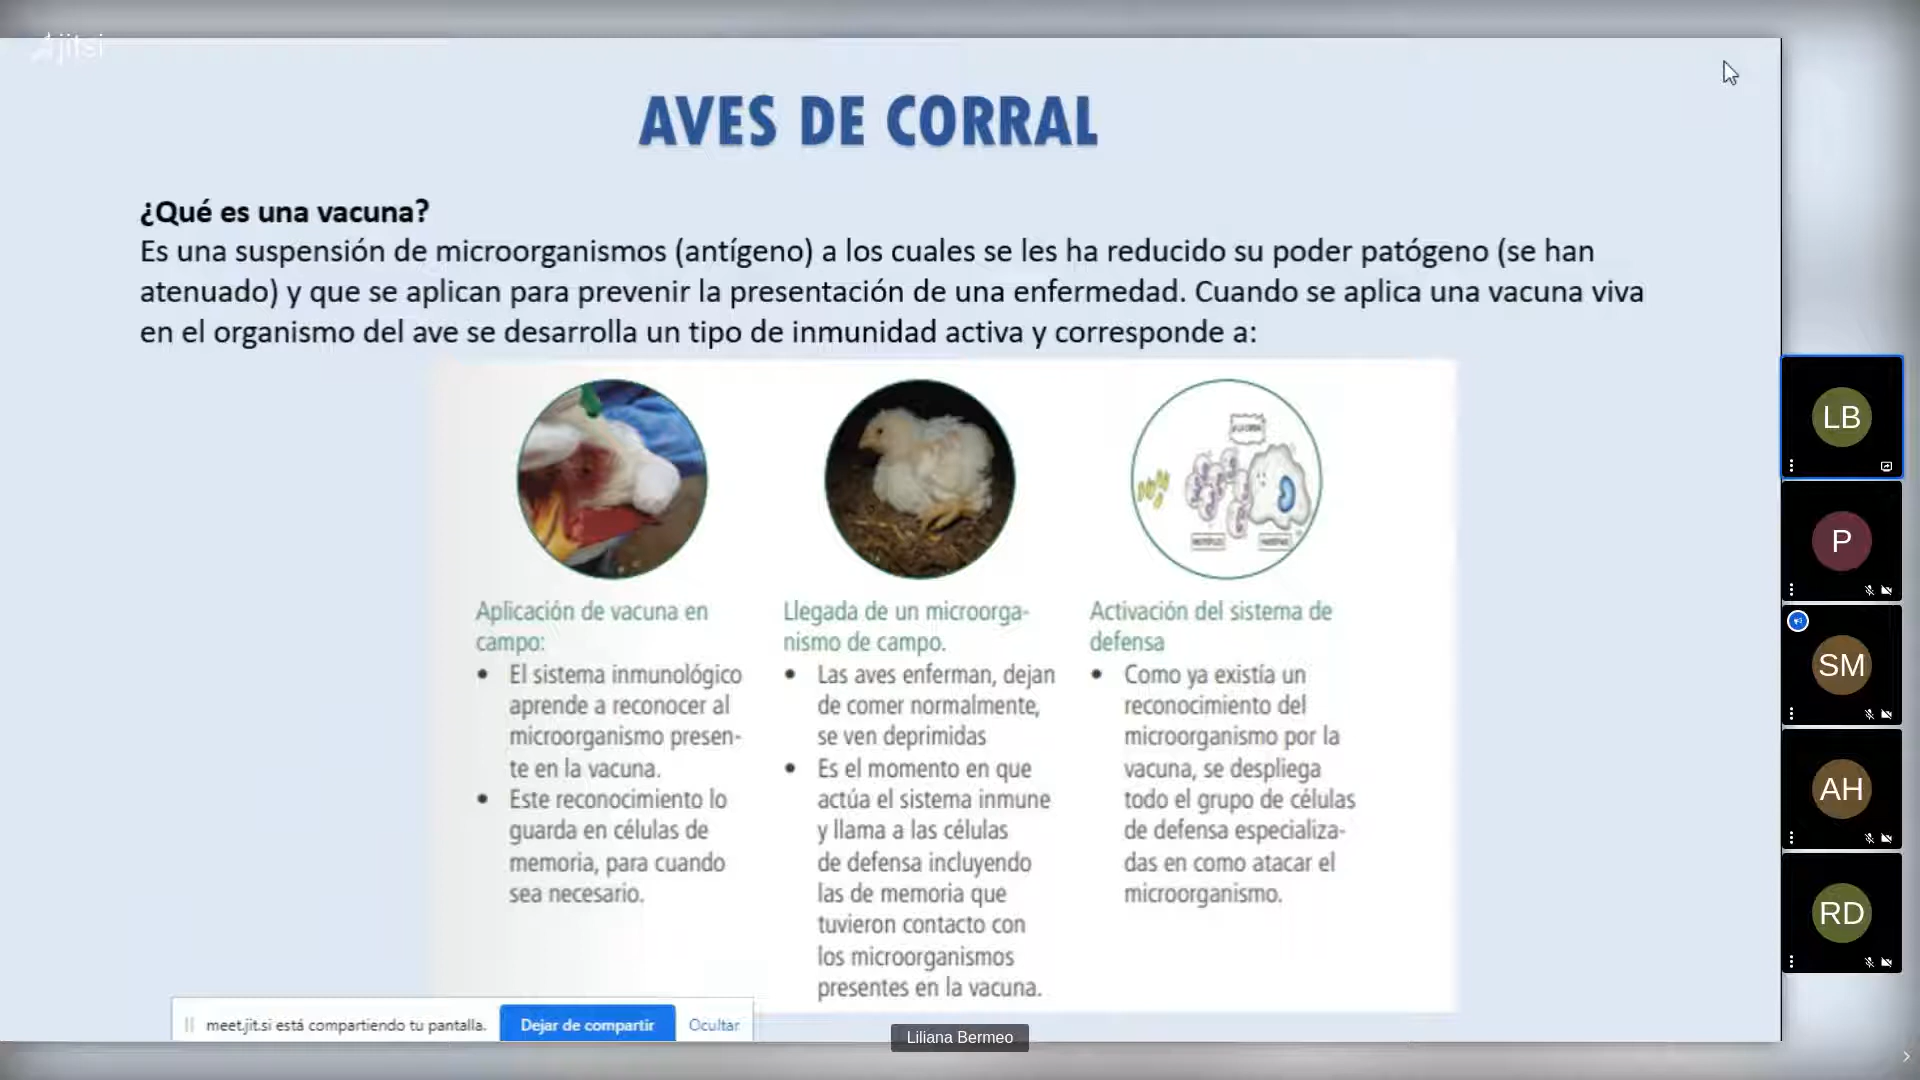 jitsi
AVES DE CORRAL
¿Qué es una vacuna?
Es una suspensión de microorganismos (antígeno) a los cuales se les ha reducido su poder patógeno (se han
atenuado) y que se aplican para prevenir la presentación de una enfermedad. Cuando se aplica una vacuna viva
en el organismo del ave se desarrolla un tipo de inmunidad activa y corresponde a:
Aplicación de vacuna en
campo:
• El sistema inmunológico
aprende a reconocer al
microorganismo presen-
te en la vacuna.
• Este reconocimiento lo
guarda en células de
memoria, para cuando
sea necesario.
Llegada de un microorga-
nismo de campo.
• Las aves enferman, dejan
de comer normalmente,
se ven deprimidas
• Es el momento en que
actúa el sistema inmune
y llama a las células
de defensa incluyendo
las de memoria que
tuvieron contacto con
los microorganismos
presentes en la vacuna.
Activación del sistema de
defensa
• Como ya existía un
reconocimiento del
microorganismo por la
vacuna, se despliega
todo el grupo de células
de defensa especializa-
das en como atacar el
microorganismo.
LB
P
SM
AH
RD
meet.jit.si está compartiendo tu pantalla.
Dejar de compartir
Ocultar
Liliana Bermeo